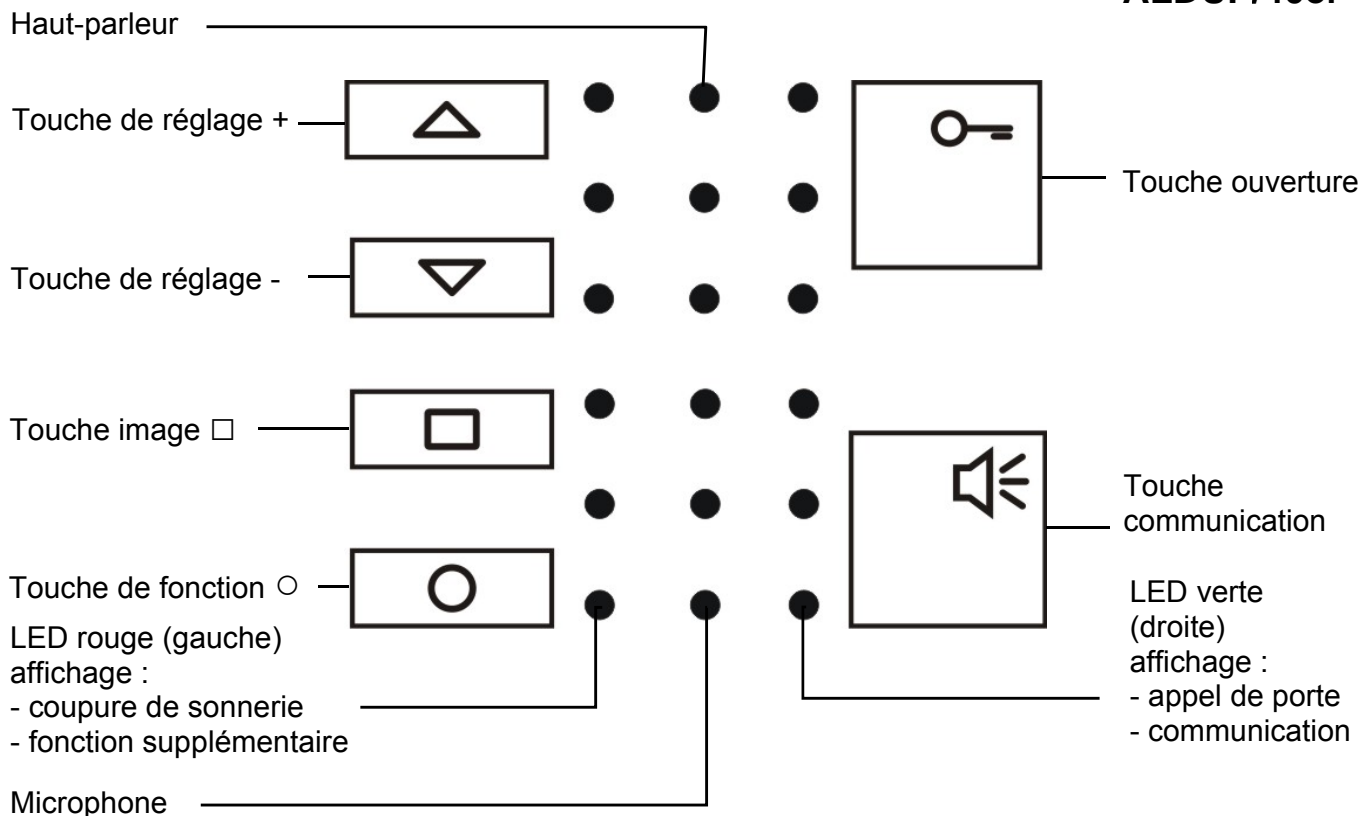 Haut-parleur
Touche de réglage +
Touche ouverture
Touche de réglage -
Touche image □
Touche
communication
Touche de fonction ○
LED rouge (gauche)
affichage :
- coupure de sonnerie
- fonction supplémentaire
LED verte
(droite)
affichage :
- appel de porte
- communication
Microphone